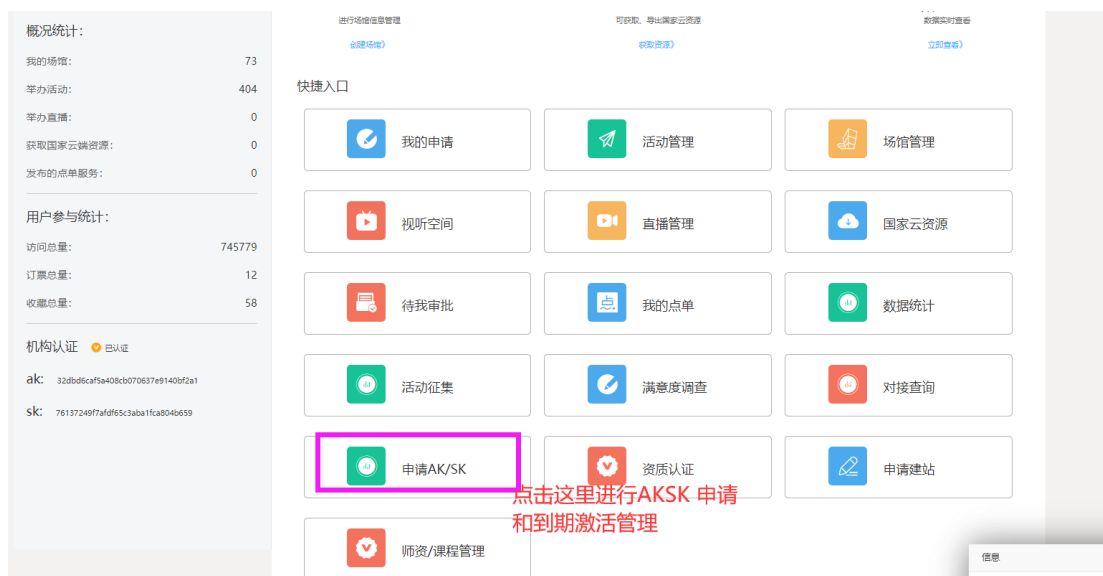 概况统计:
我的场馆: 73
举办活动: 404
举办直播: 0
获取国家云端资源: 0
发布的点单服务: 0
用户参与统计:
访问总量: 745779
订票总量: 12
收藏总量: 58
机构认证 已认证
ak: 32dbd6caf5a408cb070637e9140bf2a1
sk: 76137249f7afdf65c3aba1fca804b659
进行场馆信息管理
创建场馆》
可获取、导出国家云资源
获取资源》
数据实时查看
立即查看》
快捷入口
我的申请
活动管理
场馆管理
视听空间
直播管理
国家云资源
待我审批
我的点单
数据统计
活动征集
满意度调查
对接查询
申请AK/SK
资质认证
申请建站
点击这里进行AKSK 申请
和到期激活管理
师资/课程管理
信息